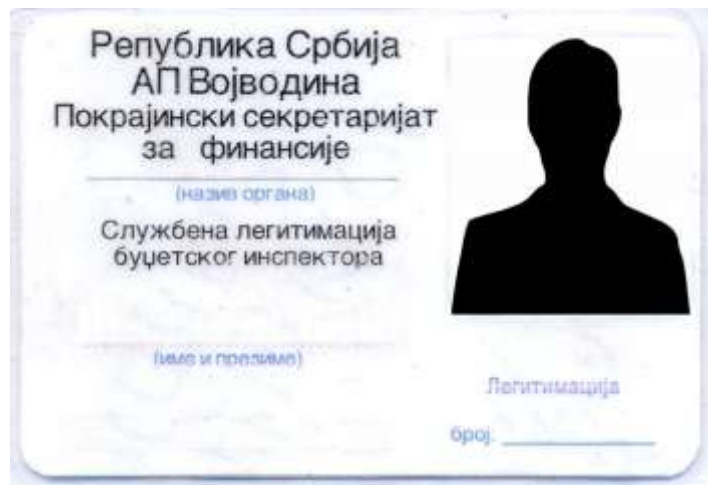 Република Србија
АП Војводина
Покрајински секретаријат
за финансије
(назив органа)
Службена легитимација
буџетског инспектора
(име и презиме)
Легитимација
број.